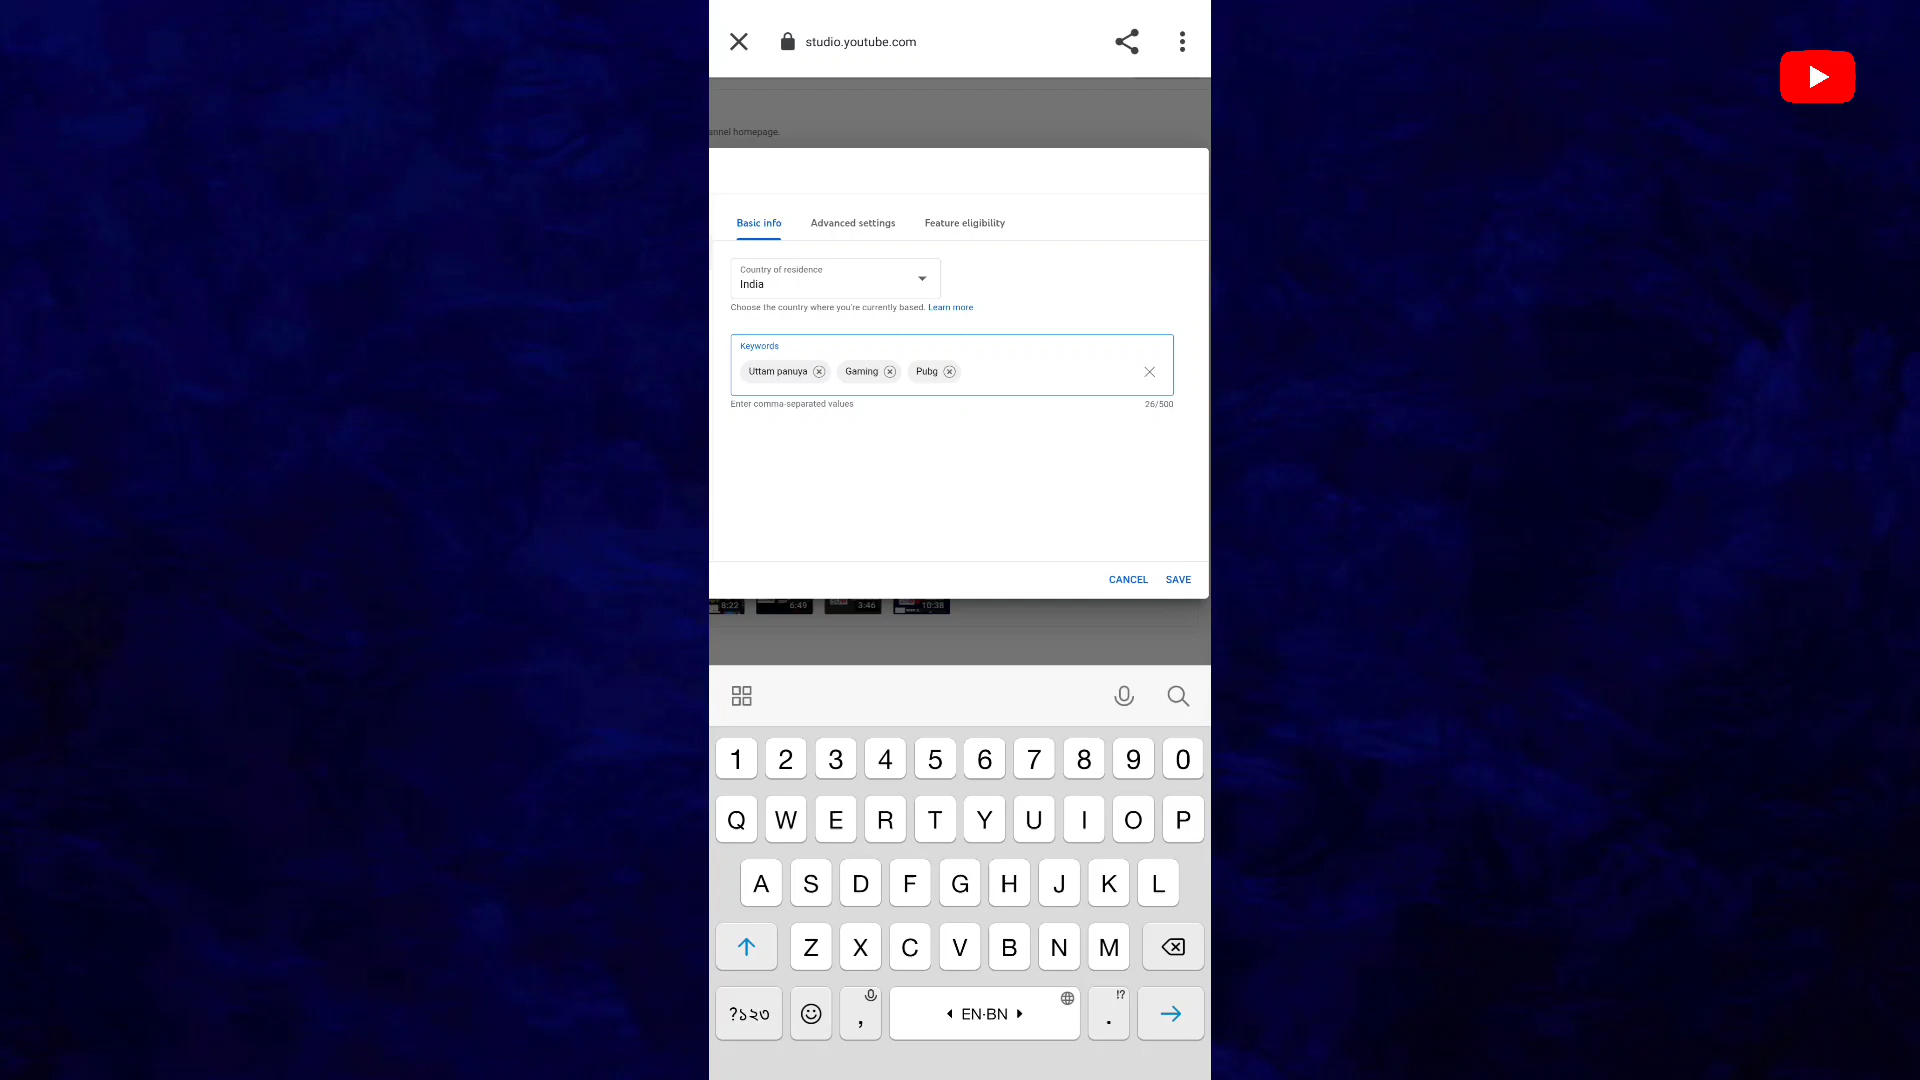 studio.youtube.com
annel homepage.
Basic info Advanced settings Feature eligibility
Country of residence
India
Choose the country where you're currently based. Learn more
Keywords
Uttam panuya Gaming Pubg
Enter comma-separated values 26/500
CANCEL SAVE
8:22 6:49 3:46 10:38
1 2 3 4 5 6 7 8 9 0
Q W E R T Y U I O P
A S D F G H J K L
Z X C V B N M
?১২৩ , EN·BN !? .